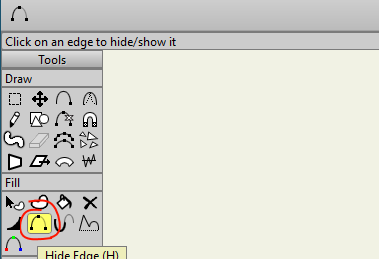 Click on an edge to hide/show it
Tools
Draw
Fill
Hide Edge (H)